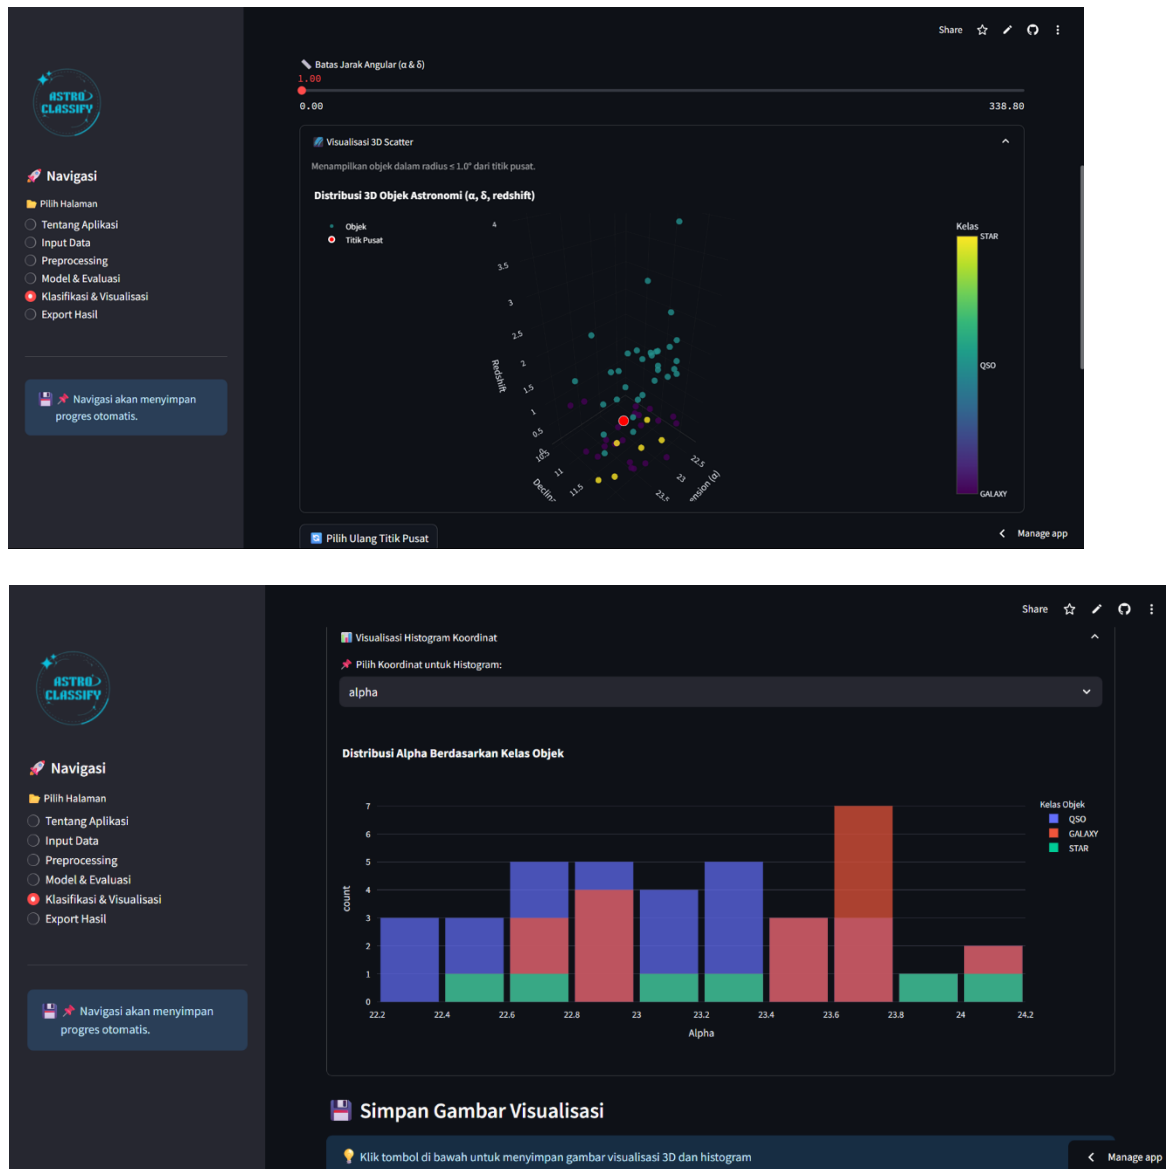 Share
ASTRO
CLASSIFY
Navigasi
Pilih Halaman
Tentang Aplikasi
Input Data
Preprocessing
Model & Evaluasi
Klasifikasi & Visualisasi
Export Hasil
Navigasi akan menyimpan
progres otomatis.
Batas Jarak Angular (α & δ)
1.00
0.00 338.80
Visualisasi 3D Scatter
Menampilkan objek dalam radius ≤ 1.0° dari titik pusat.
Distribusi 3D Objek Astronomi (α, δ, redshift)
Objek
Titik Pusat
4
3.5
3
2.5
2
1.5
1
0.5
0
Redshift
10.5
11
11.5
Declina
22.5
23
23.5
ension (α)
Kelas
STAR
QSO
GALAXY
Pilih Ulang Titik Pusat
Manage app
Share
ASTRO
CLASSIFY
Navigasi
Pilih Halaman
Tentang Aplikasi
Input Data
Preprocessing
Model & Evaluasi
Klasifikasi & Visualisasi
Export Hasil
Navigasi akan menyimpan
progres otomatis.
Visualisasi Histogram Koordinat
Pilih Koordinat untuk Histogram:
alpha
Distribusi Alpha Berdasarkan Kelas Objek
7
6
5
4
3
2
1
0
count
22.2 22.4 22.6 22.8 23 23.2 23.4 23.6 23.8 24 24.2
Alpha
Kelas Objek
QSO
GALAXY
STAR
Simpan Gambar Visualisasi
Klik tombol di bawah untuk menyimpan gambar visualisasi 3D dan histogram
Manage app